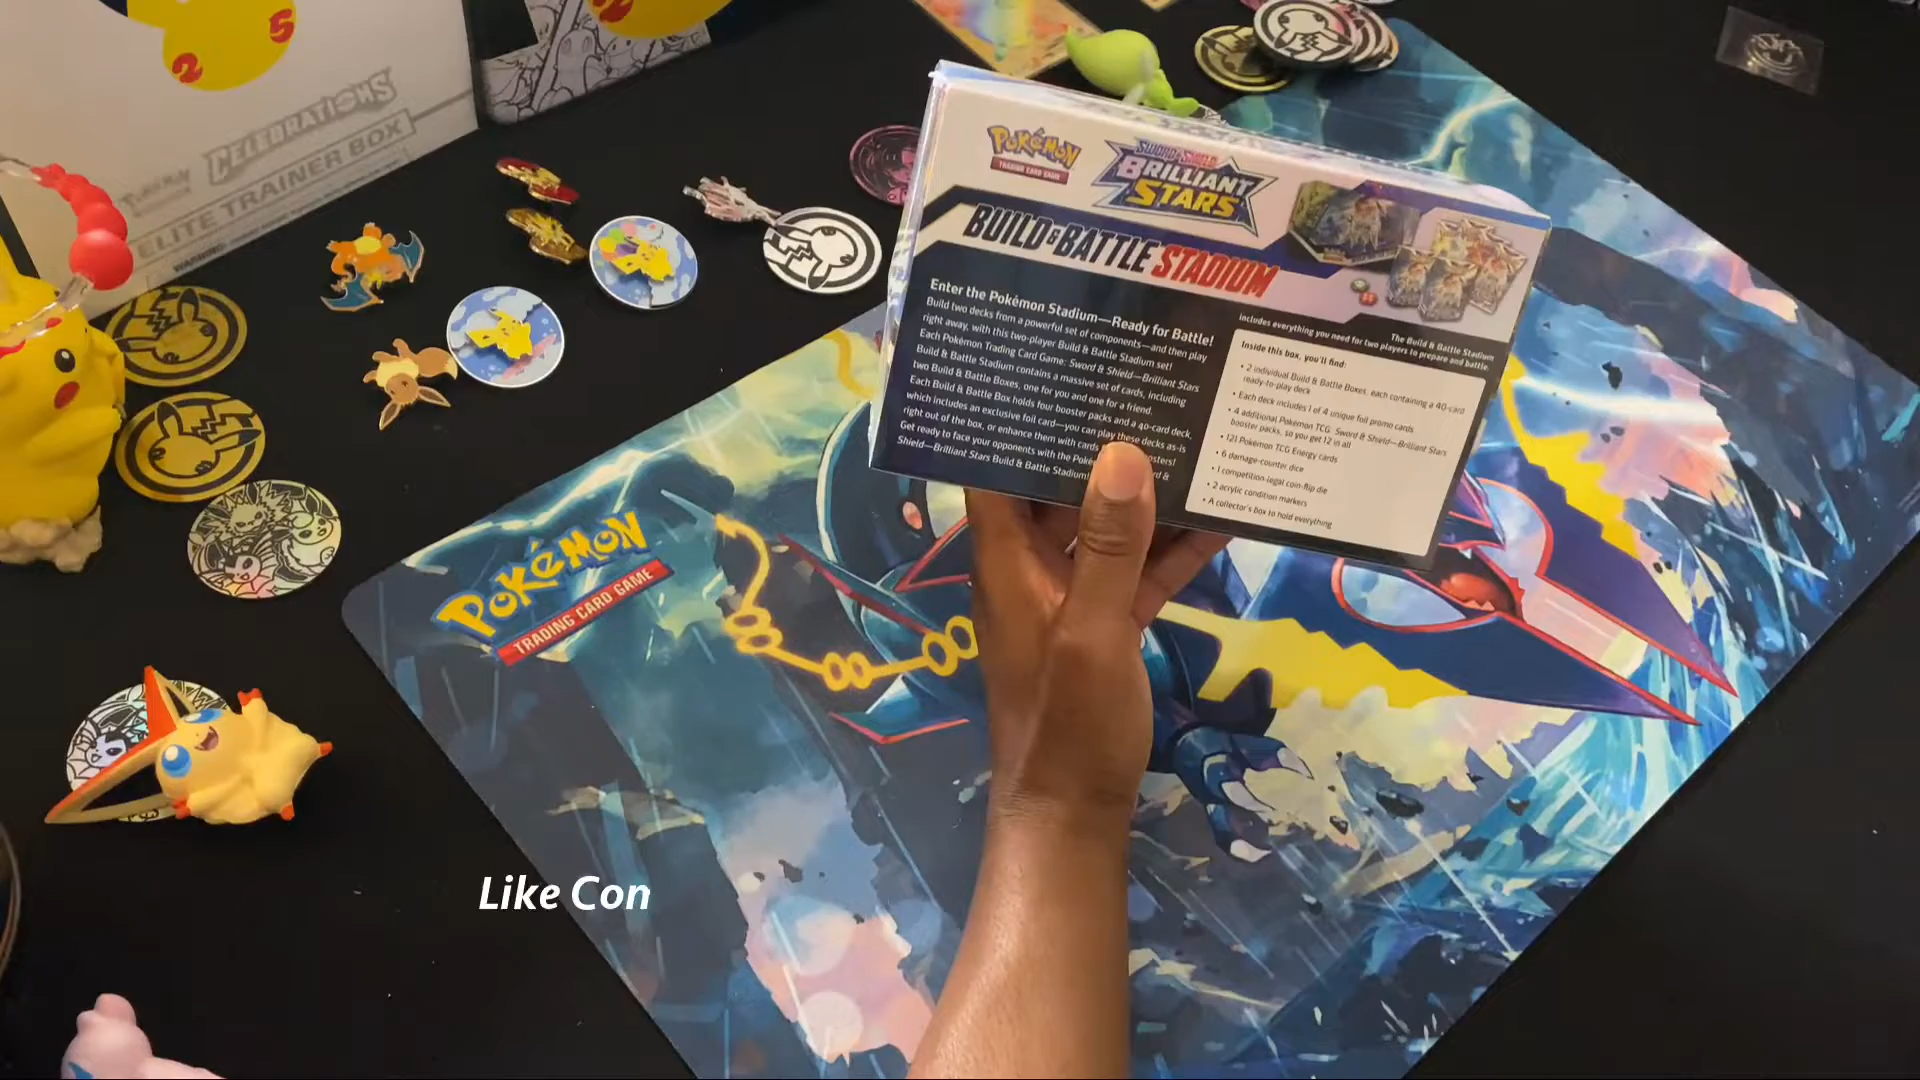 2
5
2
CELEBRATIONS
Pokémon
ELITE TRAINER BOX
WARNING:
POKÉMON
TRADING CARD GAME
SWORD & SHIELD
BRILLIANT
STARS
BUILD & BATTLE STADIUM
Enter the Pokémon Stadium—Ready for Battle!
Build two decks from a powerful set of components—and then play
right away, with this two-player Build & Battle Stadium set!
Each Pokémon Trading Card Game: Sword & Shield—Brilliant Stars
Build & Battle Stadium contains a massive set of cards, including
two Build & Battle Boxes, one for you and one for a friend.
Each Build & Battle Box holds four booster packs and a 40-card deck,
which includes an exclusive foil card—you can play these decks as-is
right out of the box, or enhance them with cards
Get ready to face your opponents with the
Shield—Brilliant Stars Build & Battle Stadium!
The Build & Battle Stadium
includes everything you need for two players to prepare and battle.
Inside this box, you'll find:
• 2 individual Build & Battle Boxes, each containing a 40-card
ready-to-play deck
• Each deck includes 1 of 4 unique foil promo cards
• 4 additional Pokémon TCG: Sword & Shield—Brilliant Stars
booster packs, so you get 12 in all
• 121 Pokémon TCG Energy cards
• 6 damage-counter dice
• 1 competition-legal coin-flip die
• 2 acrylic condition markers
• A collector's box to hold everything
POKÉMON
TRADING CARD GAME
Like Con